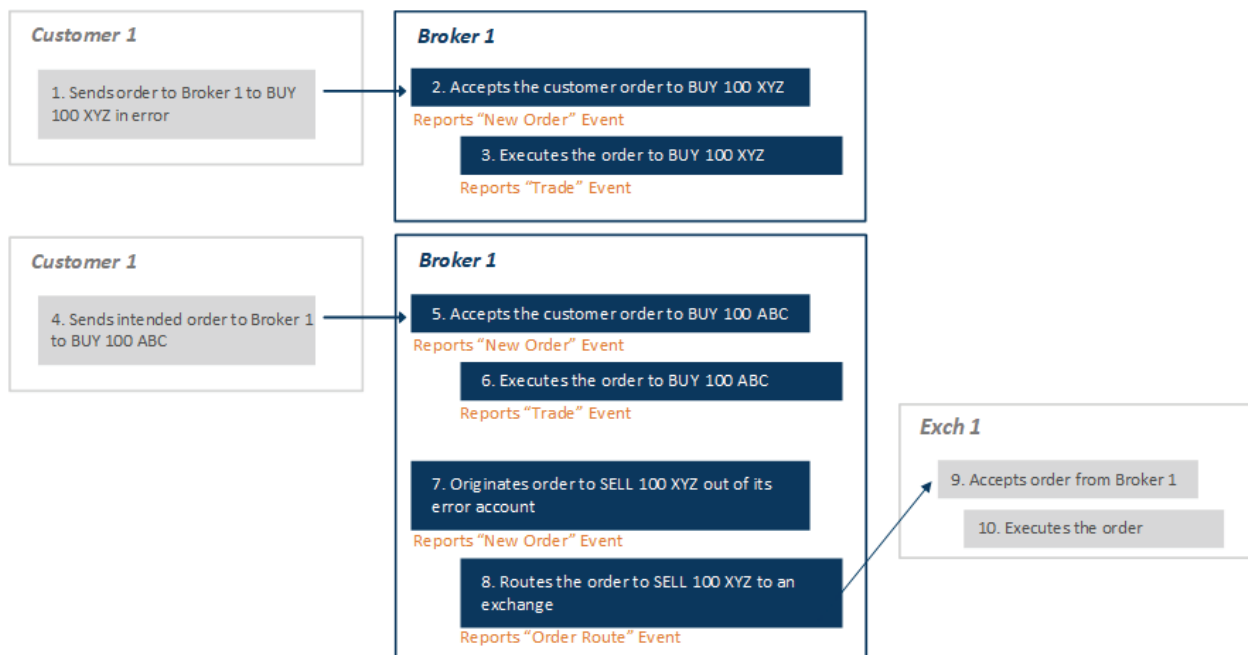 Customer 1
1. Sends order to Broker 1 to BUY
100 XYZ in error
Broker 1
2. Accepts the customer order to BUY 100 XYZ
Reports “New Order” Event
3. Executes the order to BUY 100 XYZ
Reports “Trade” Event
Customer 1
4. Sends intended order to Broker 1
to BUY 100 ABC
Broker 1
5. Accepts the customer order to BUY 100 ABC
Reports “New Order” Event
6. Executes the order to BUY 100 ABC
Reports “Trade” Event
7. Originates order to SELL 100 XYZ out of its
error account
Reports “New Order” Event
8. Routes the order to SELL 100 XYZ to an
exchange
Reports “Order Route” Event
Exch 1
9. Accepts order from Broker 1
10. Executes the order